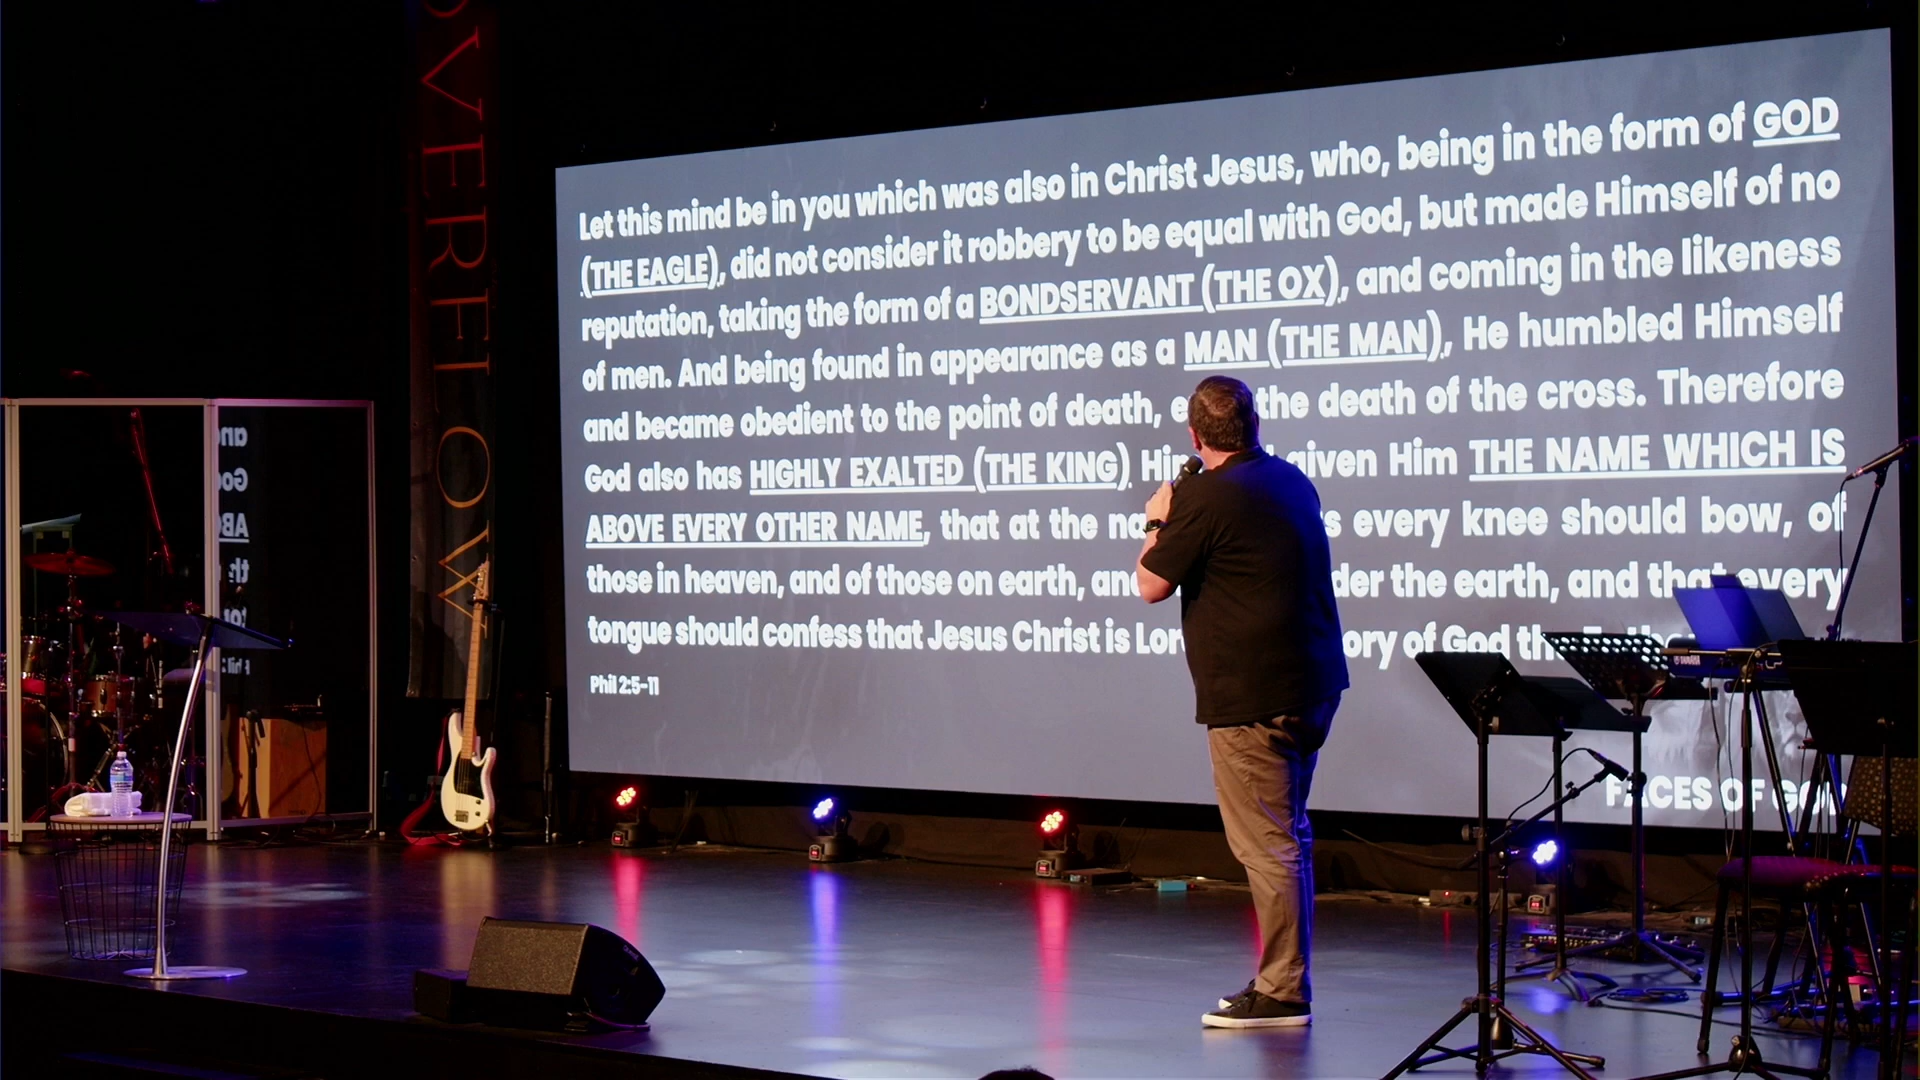 OVERFLOW
Let this mind be in you which was also in Christ Jesus, who, being in the form of GOD
(THE EAGLE), did not consider it robbery to be equal with God, but made Himself of no
reputation, taking the form of a BONDSERVANT (THE OX), and coming in the likeness
of men. And being found in appearance as a MAN (THE MAN), He humbled Himself
and became obedient to the point of death, the death of the cross. Therefore
God also has HIGHLY EXALTED (THE KING) given Him THE NAME WHICH IS
ABOVE EVERY OTHER NAME, that at the every knee should bow, of
those in heaven, and of those on earth, the earth, and that every
tongue should confess that Jesus Christ is of God
Phil 2:5-11
FACES OF GOD
YAMAHA